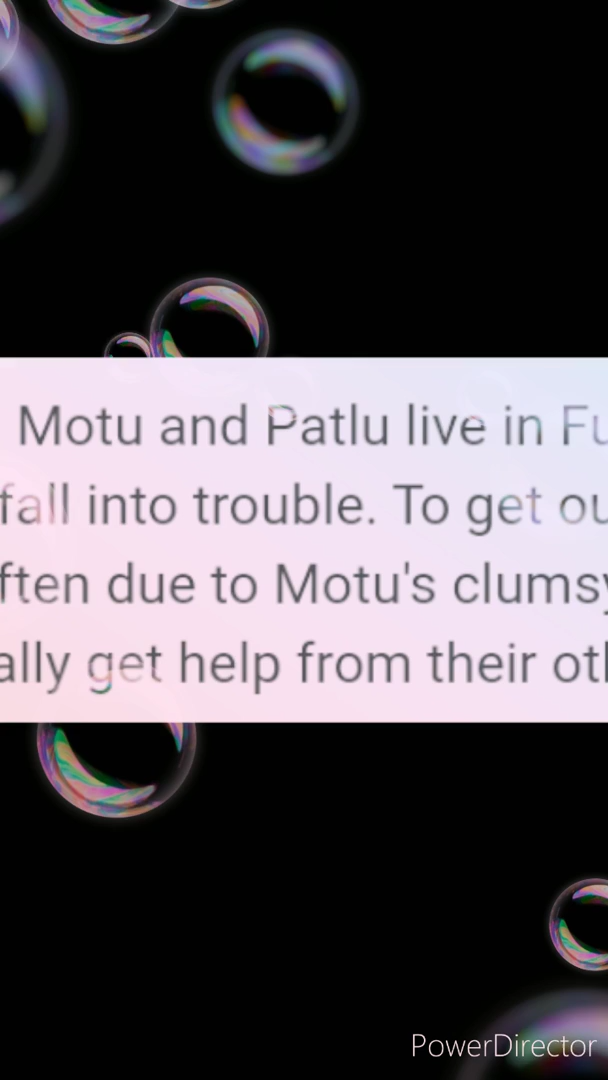 Motu and Patlu live in Fu
fall into trouble. To get ou
ften due to Motu's clumsy
ally get help from their oth
PowerDirector